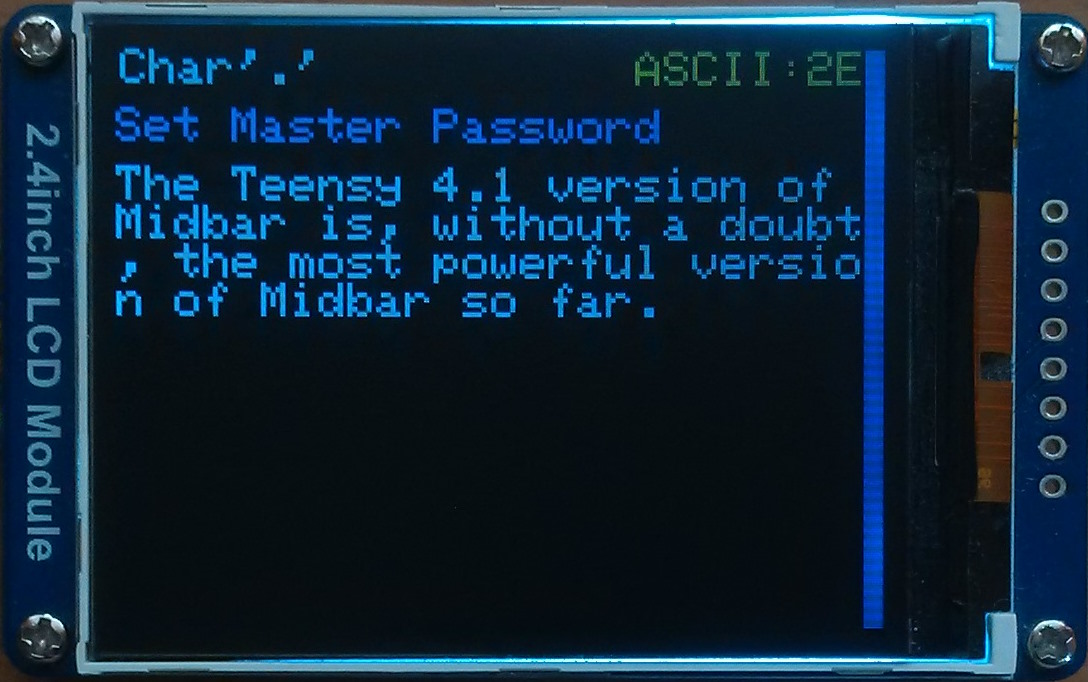 Char'.' ASCII:2E
Set Master Password
The Teensy 4.1 version of
Midbar is, without a doubt
, the most powerful versio
n of Midbar so far.
2.4inch LCD Module